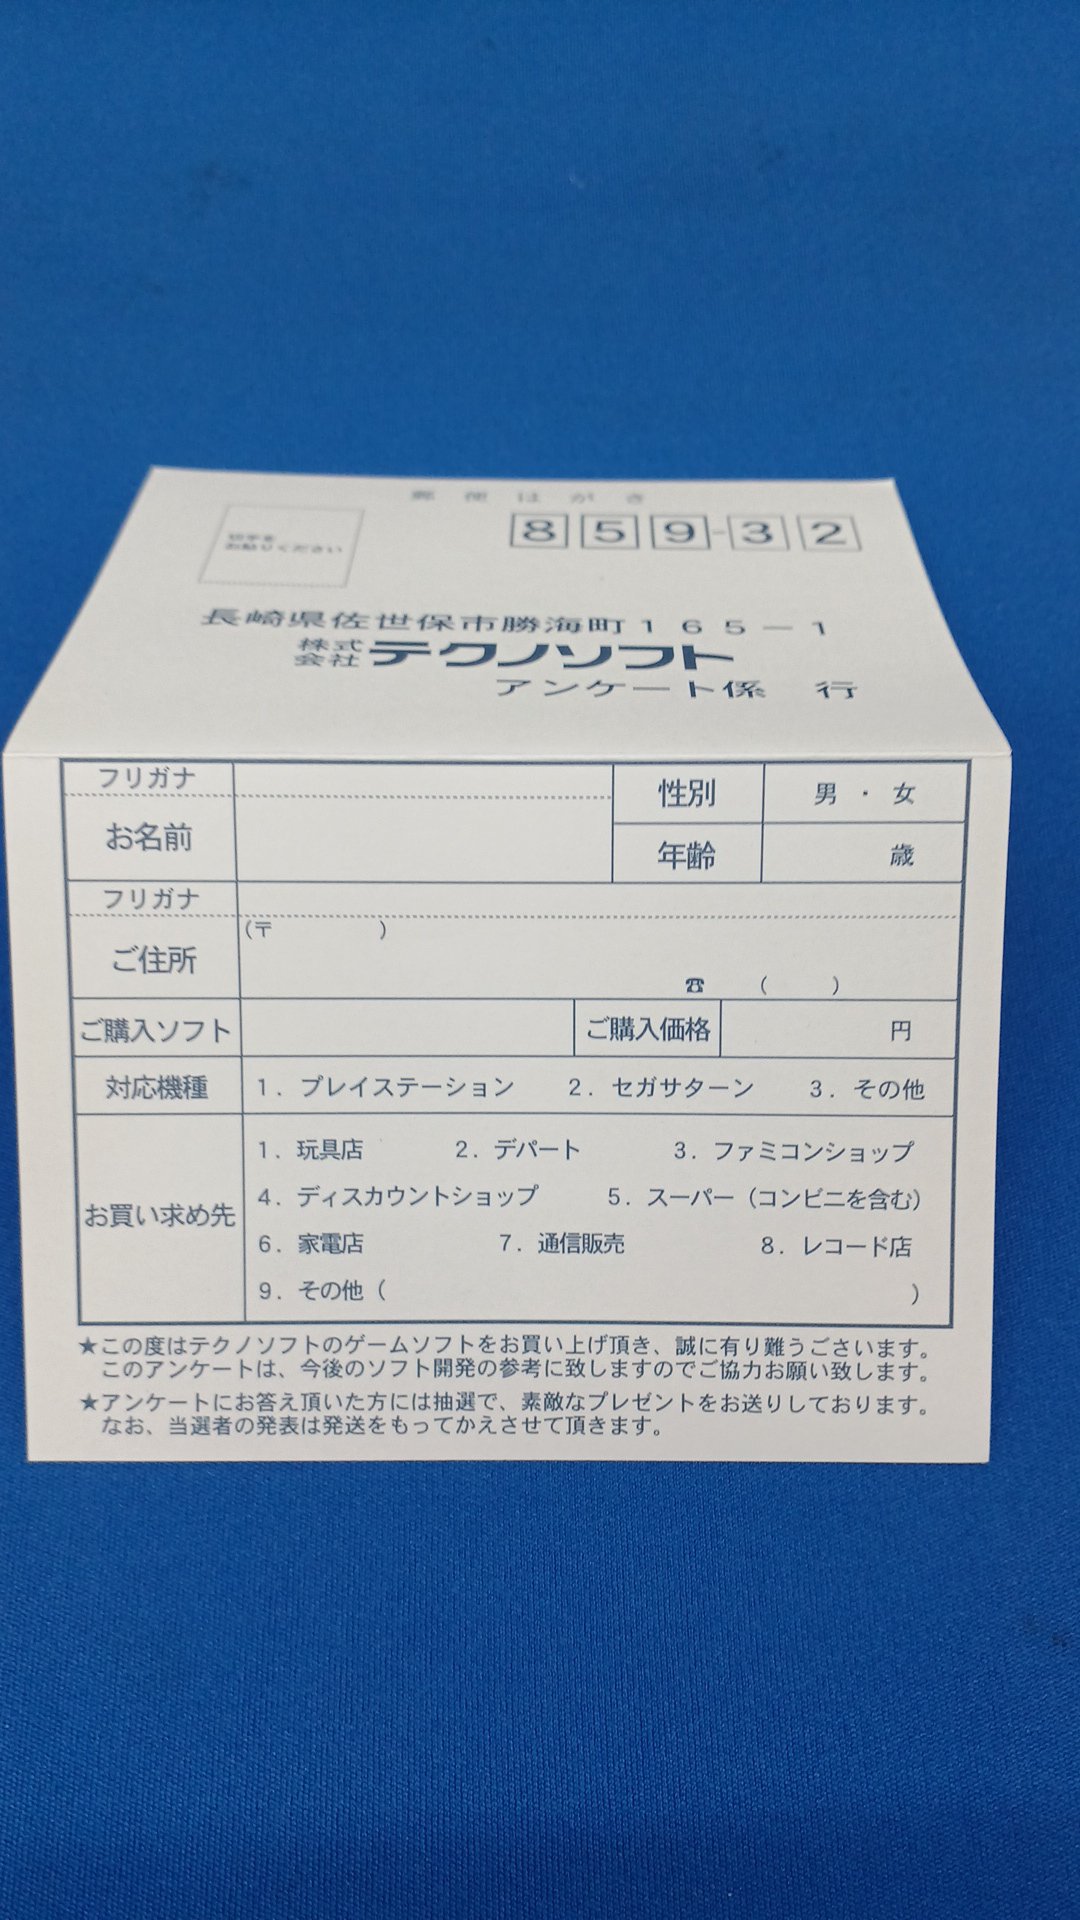 郵便はがき
切手を
お貼りください
859-32
長崎県佐世保市勝海町165-1
株式会社テクノソフト
アンケート係 行
フリガナ
お名前
性別 男・女
年齢 歳
フリガナ
ご住所 (〒 )
☎ ( )
ご購入ソフト ご購入価格 円
対応機種 1. プレイステーション 2. セガサターン 3. その他
お買い求め先
1. 玩具店 2. デパート 3. ファミコンショップ
4. ディスカウントショップ 5. スーパー(コンビニを含む)
6. 家電店 7. 通信販売 8. レコード店
9. その他( )
★この度はテクノソフトのゲームソフトをお買い上げ頂き、誠に有り難うございます。
このアンケートは、今後のソフト開発の参考に致しますのでご協力お願い致します。
★アンケートにお答え頂いた方には抽選で、素敵なプレゼントをお送りしております。
なお、当選者の発表は発送をもってかえさせて頂きます。